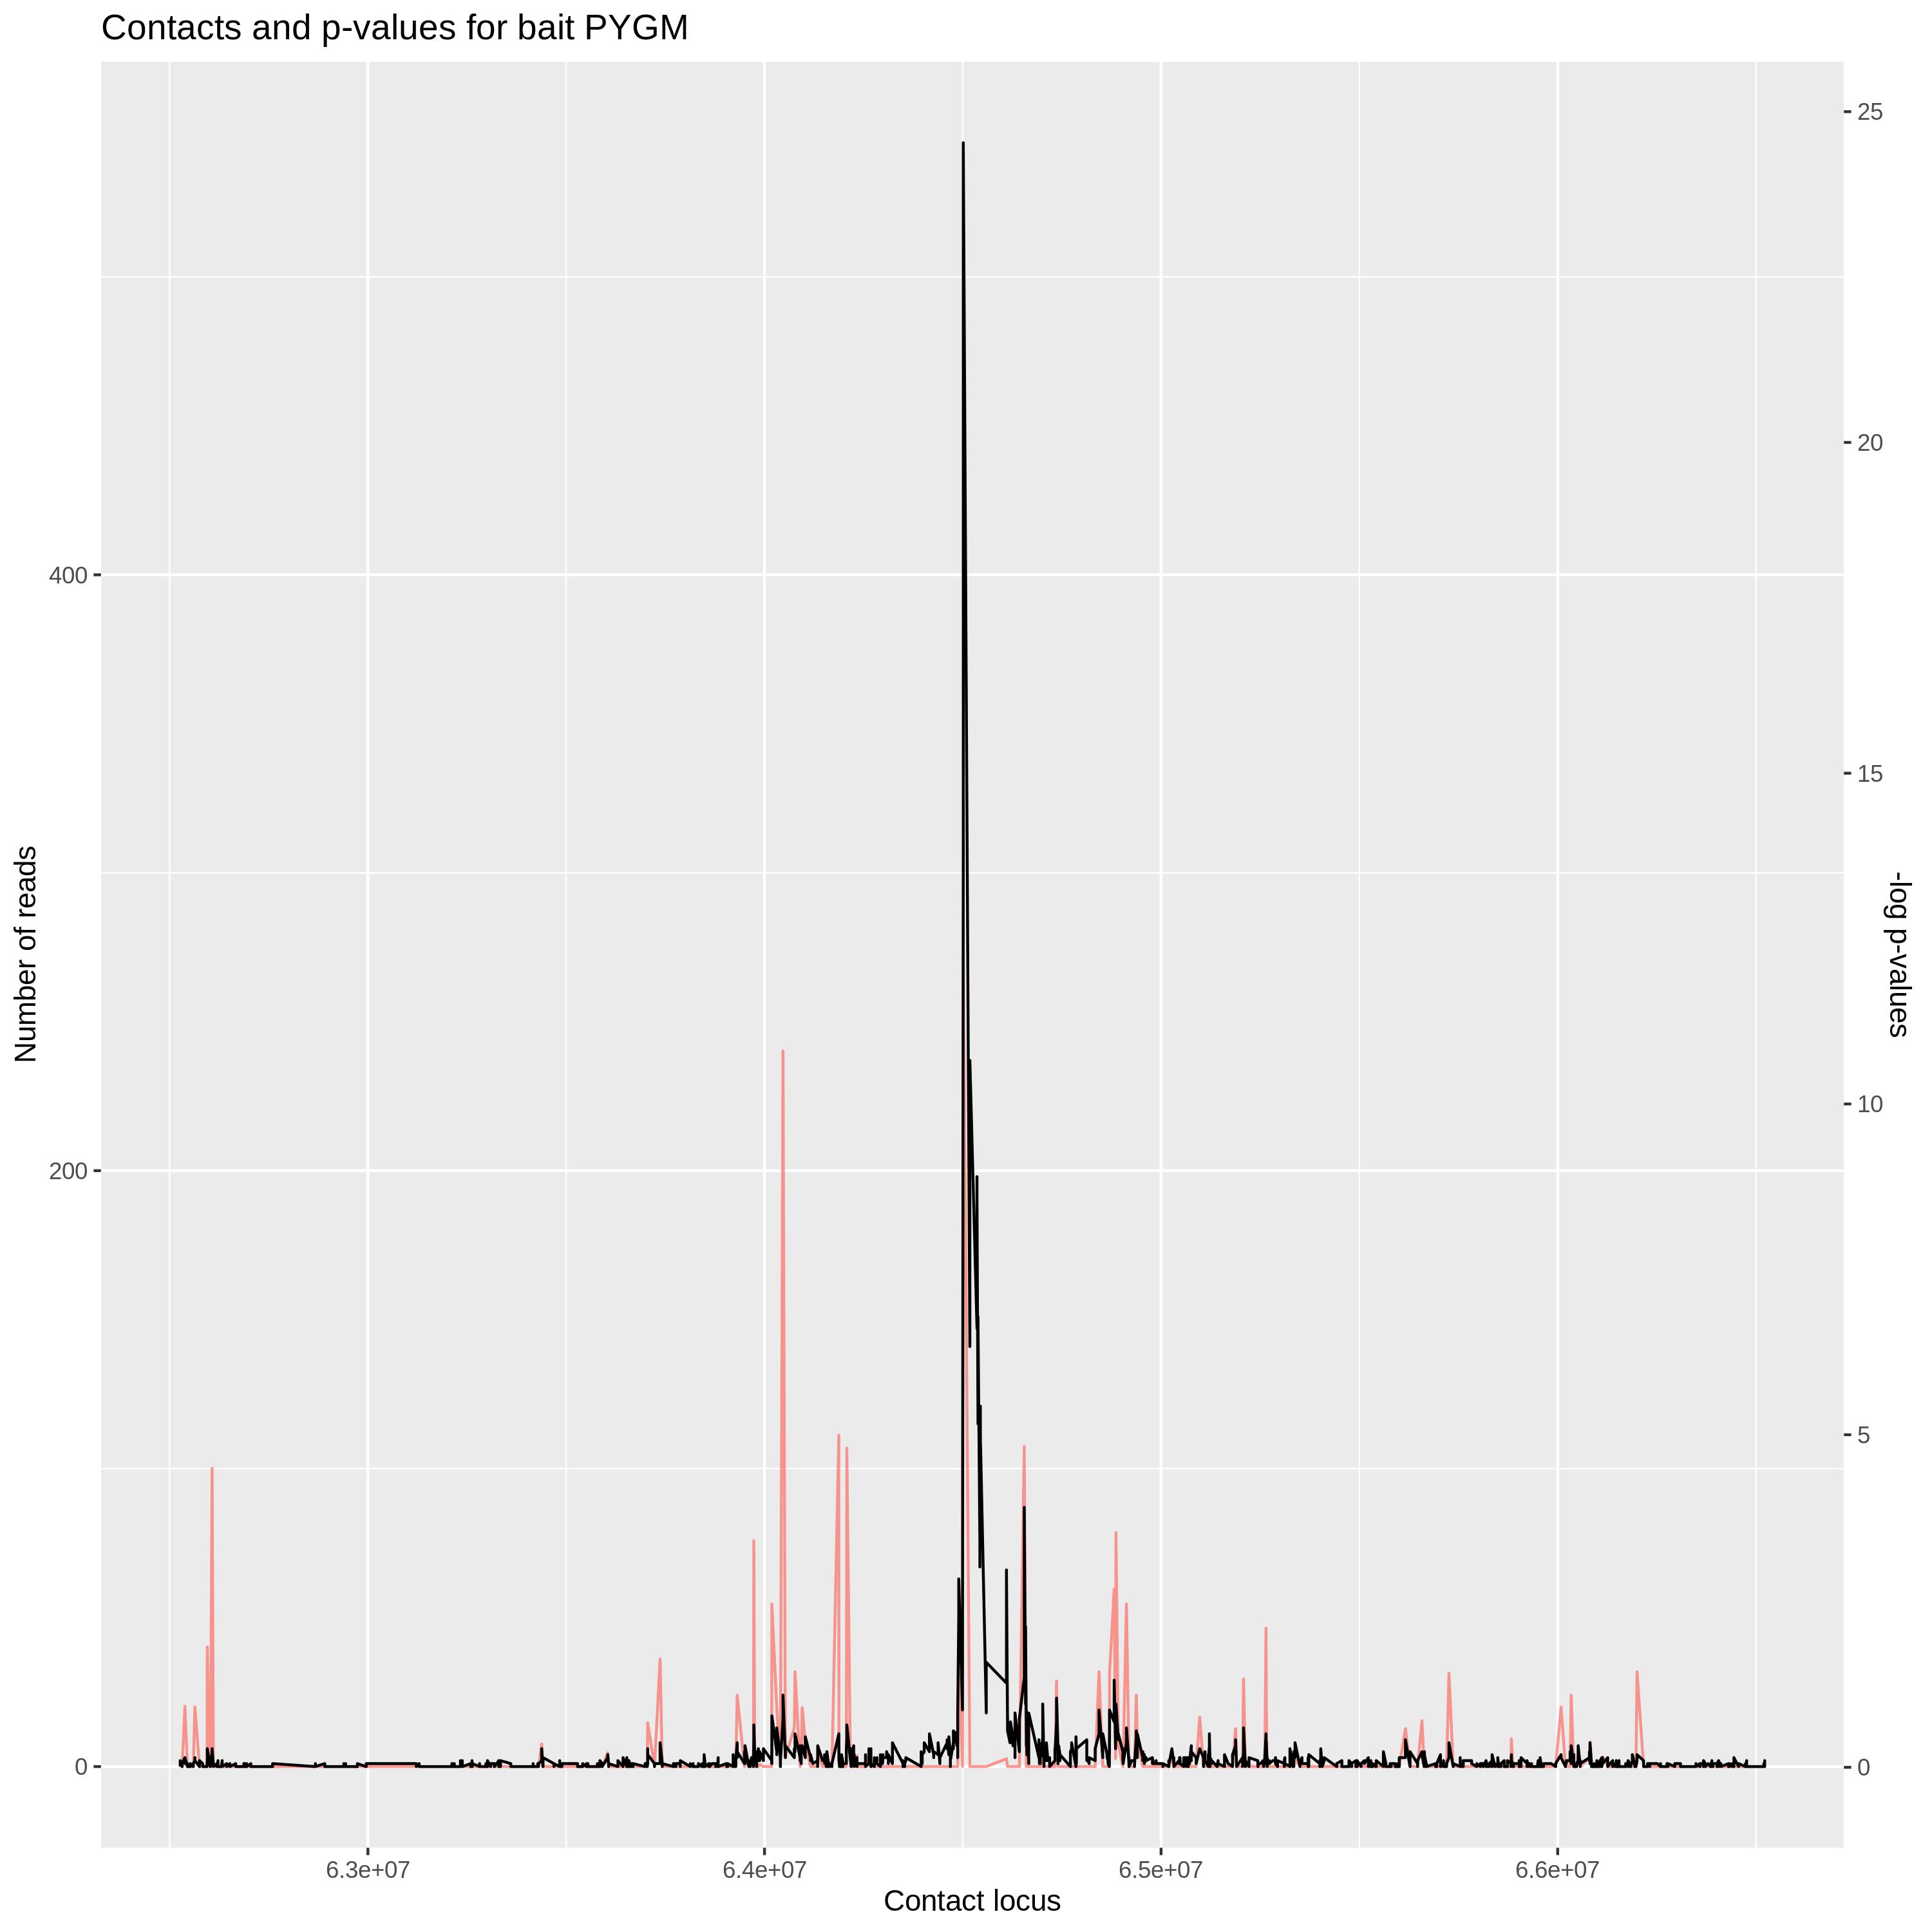 Contacts and p-values for bait PYGM
Number of reads
400
200
0
25
20
15
10
5
0
-log p-values
6.3e+07
6.4e+07
6.5e+07
6.6e+07
Contact locus